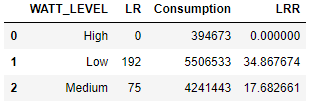 WATT_LEVEL LR Consumption LRR
0 High 0 394673 0.000000
1 Low 192 5506533 34.867674
2 Medium 75 4241443 17.682661